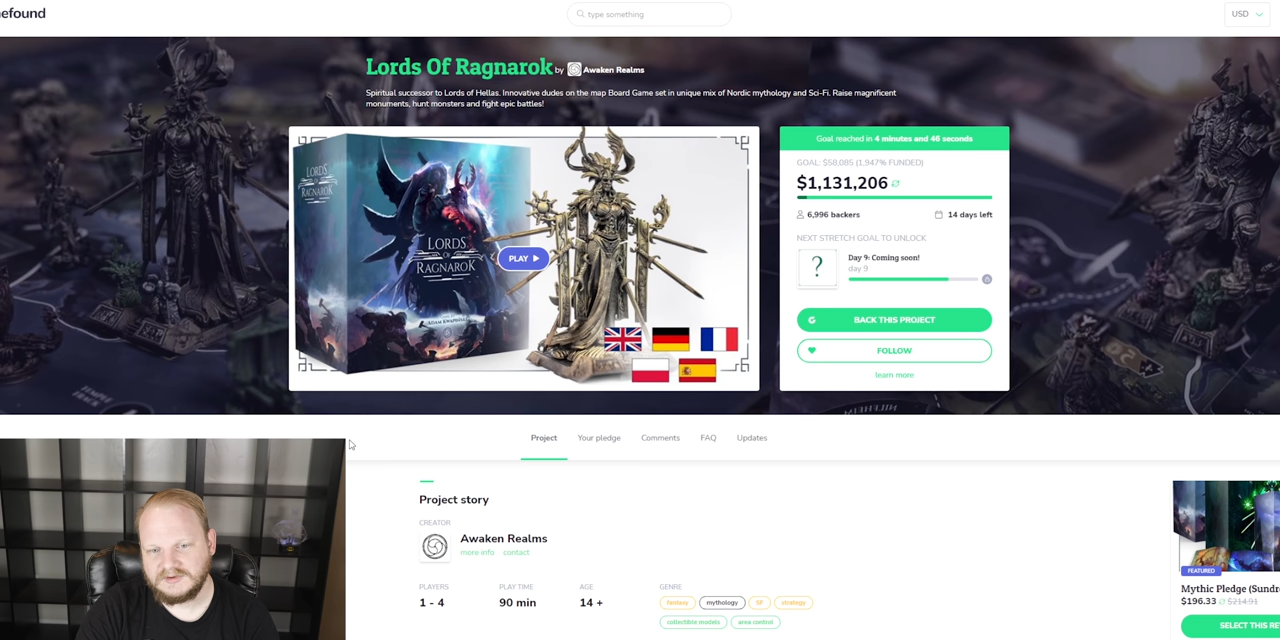 efound
type something
USD
Lords Of Ragnarok by Awaken Realms
Spiritual successor to Lords of Hellas. Innovative dudes on the map Board Game set in unique mix of Nordic mythology and Sci-Fi. Raise magnificent
monuments, hunt monsters and fight epic battles!
LORDS
OF
RAGNAROK
LORDS
OF
RAGNAROK
PLAY
Goal reached in 4 minutes and 46 seconds
GOAL: $58,085 (1,947% FUNDED)
$1,131,206
6,996 backers
14 days left
NEXT STRETCH GOAL TO UNLOCK
?
Day 9: Coming soon!
day 9
BACK THIS PROJECT
FOLLOW
learn more
Project
Your pledge
Comments
FAQ
Updates
Project story
CREATOR
Awaken Realms
more info contact
PLAYERS
1 - 4
PLAY TIME
90 min
AGE
14 +
GENRE
fantasy mythology SF strategy
collectible models area control
FEATURED
Mythic Pledge (Sundr
$196.33 $214.91
SELECT THIS RE